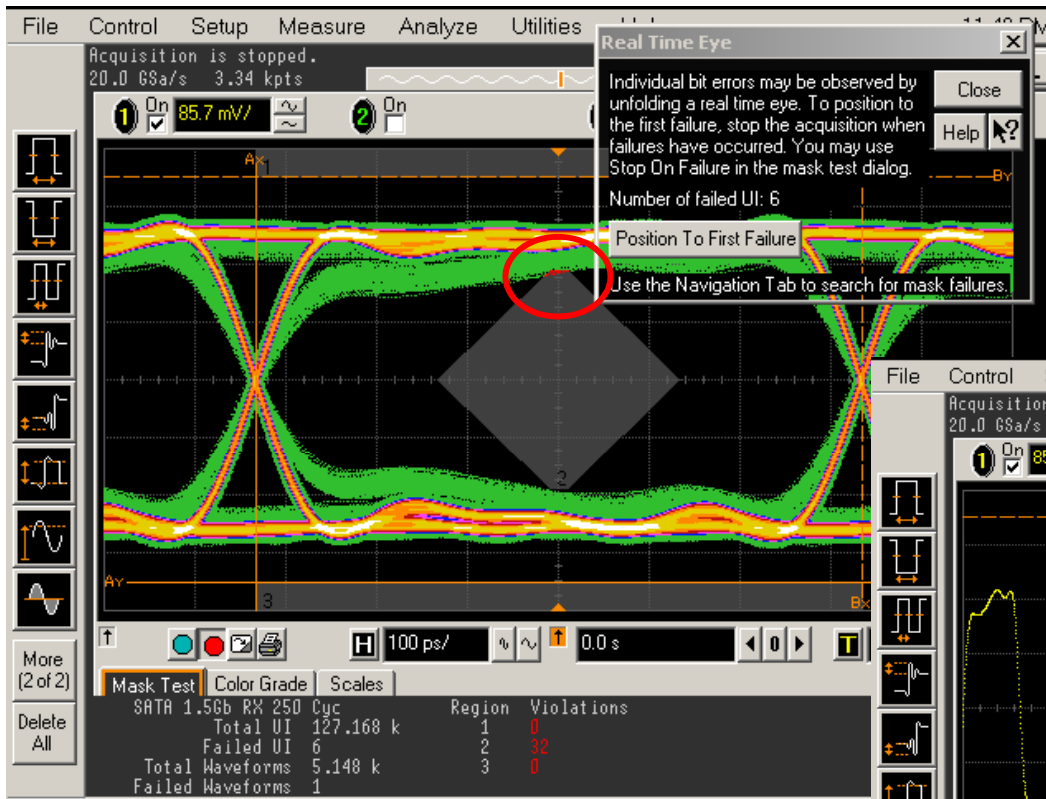 File Control Setup Measure Analyze Utilities
Acquisition is stopped.
20.0 GSa/s 3.34 kpts
1 On 85.7 mV/ 2 On
Real Time Eye
Individual bit errors may be observed by
unfolding a real time eye. To position to
the first failure, stop the acquisition when
failures have occurred. You may use
Stop On Failure in the mask test dialog.
Number of failed UI: 6
Position To First Failure
Use the Navigation Tab to search for mask failures.
Close
Help
Ax 1
By
2
Ay
3
Bx
H 100 ps/ 0.0 s 0 T
More
(2 of 2)
Delete
All
Mask Test Color Grade Scales
SATA 1.5Gb RX 250 Cyc Region Violations
Total UI 127.168 k 1 0
Failed UI 6 2 32
Total Waveforms 5.148 k 3 0
Failed Waveforms 1
File Control
Acquisition
20.0 GSa/s
1 On